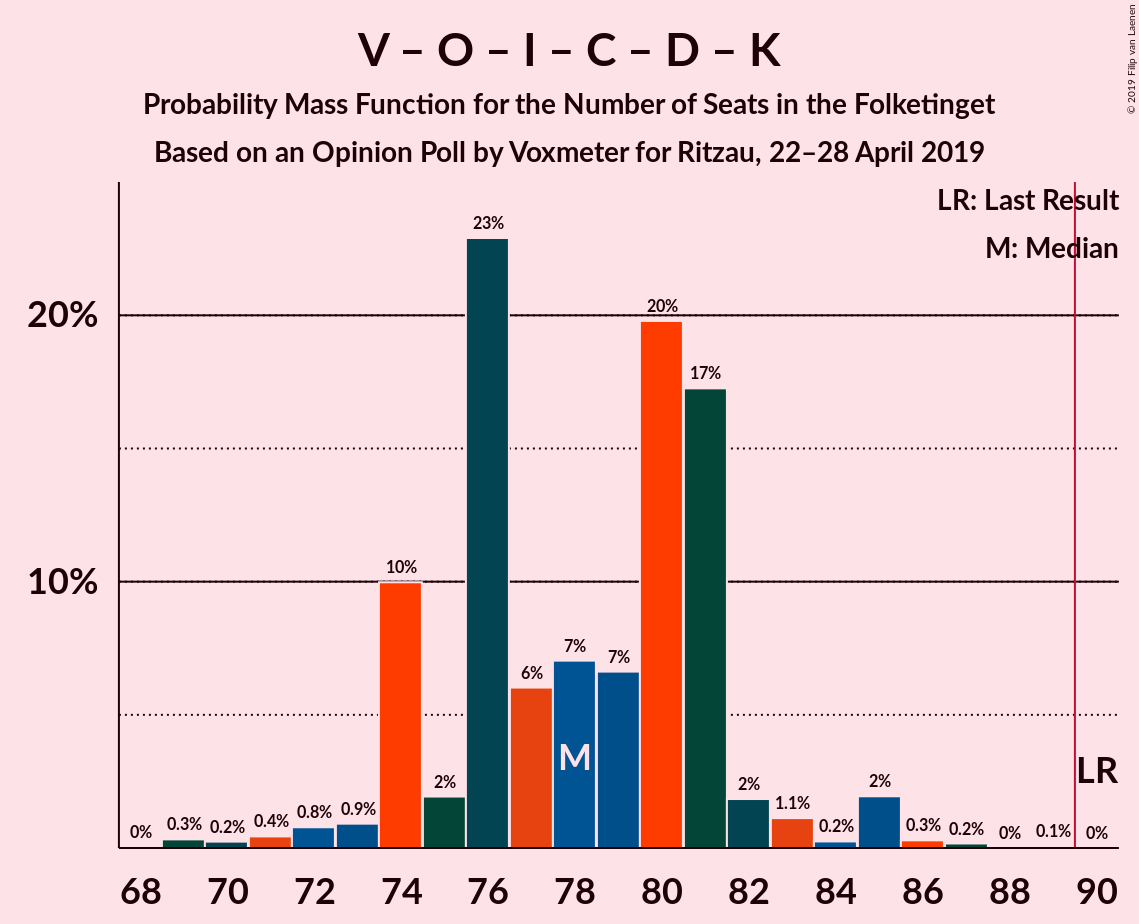 V – O – I – C – D – K
Probability Mass Function for the Number of Seats in the Folketinget
Based on an Opinion Poll by Voxmeter for Ritzau, 22–28 April 2019
© 2019 Filip van Laenen
LR: Last Result
M: Median
20%
10%
0% 0.3% 0.2% 0.4% 0.8% 0.9% 10% 2% 23% 6% 7% 7% 20% 17% 2% 1.1% 0.2% 2% 0.3% 0.2% 0% 0.1% 0%
M
LR
68 70 72 74 76 78 80 82 84 86 88 90